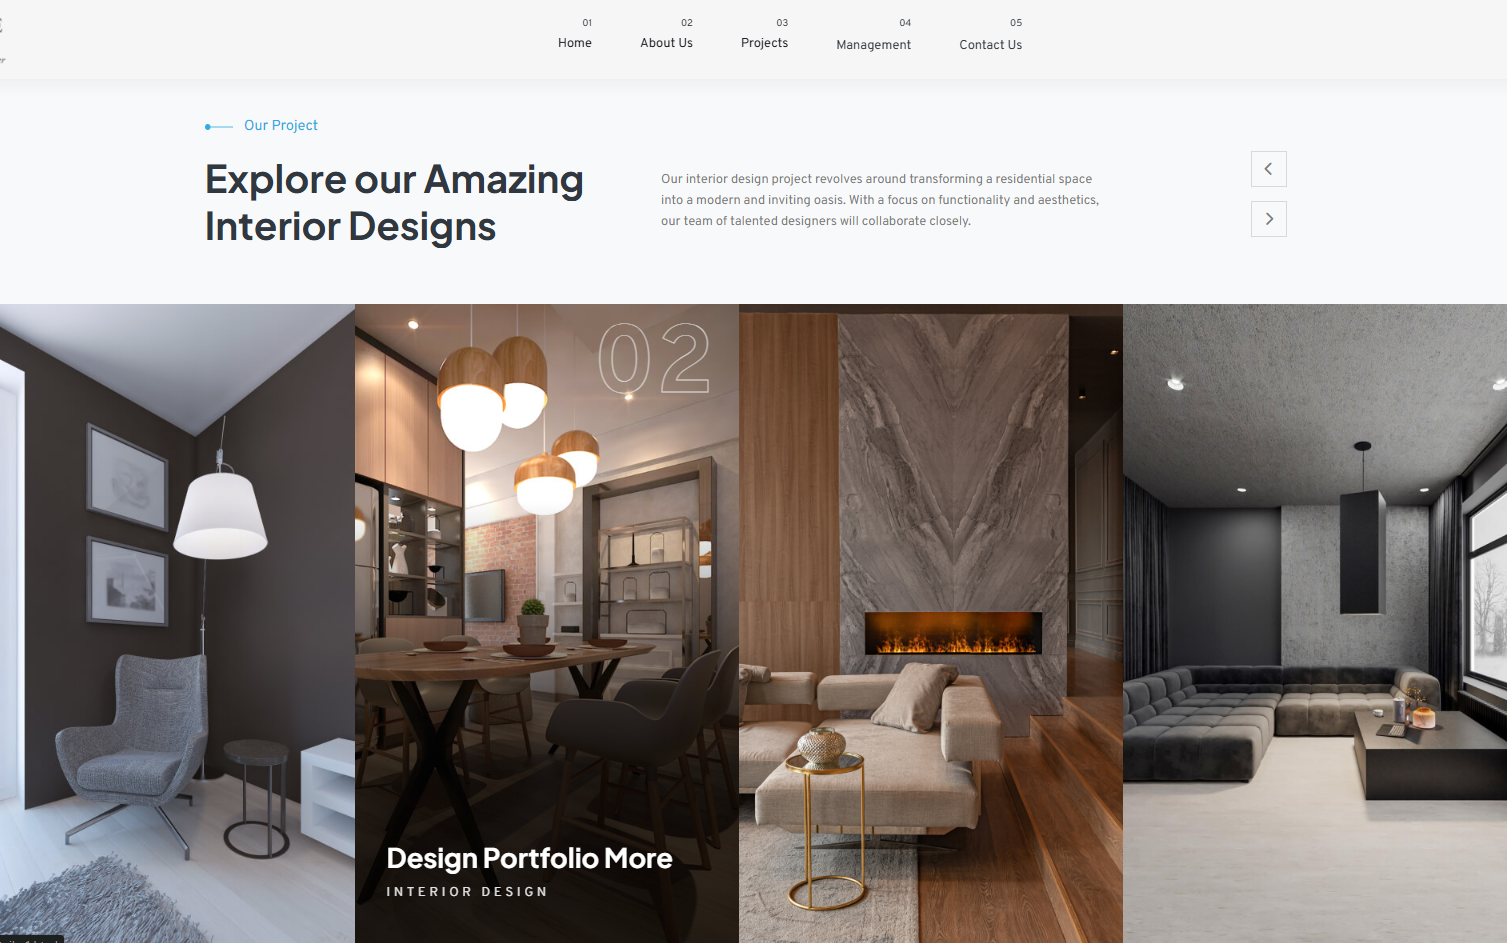 01
Home
02
About Us
03
Projects
04
Management
05
Contact Us
Our Project
Explore our Amazing
Interior Designs
Our interior design project revolves around transforming a residential space
into a modern and inviting oasis. With a focus on functionality and aesthetics,
our team of talented designers will collaborate closely.
02
Design Portfolio More
INTERIOR DESIGN